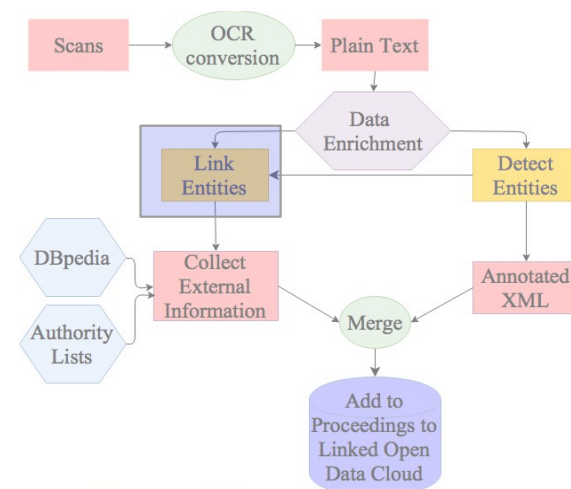 Scans
OCR
conversion
Plain Text
Data
Enrichment
Link
Entities
Detect
Entities
DBpedia
Collect
External
Information
Annotated
XML
Authority
Lists
Merge
Add to
Proceedings to
Linked Open
Data Cloud